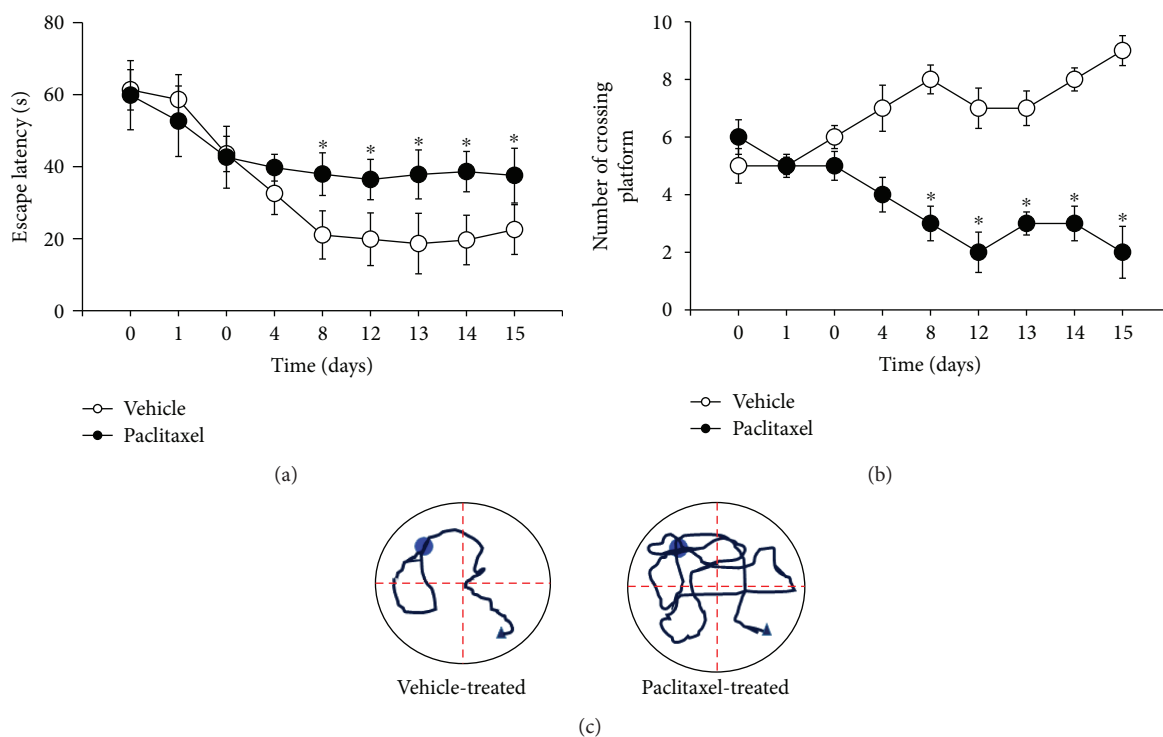 80
60
40
20
0
Escape latency (s)
*
*
*
*
*
0 1 0 4 8 12 13 14 15
Time (days)
Vehicle
Paclitaxel
(a)
10
8
6
4
2
0
Number of crossing
platform
*
*
*
*
*
0 1 0 4 8 12 13 14 15
Time (days)
Vehicle
Paclitaxel
(b)
Vehicle-treated
Paclitaxel-treated
(c)